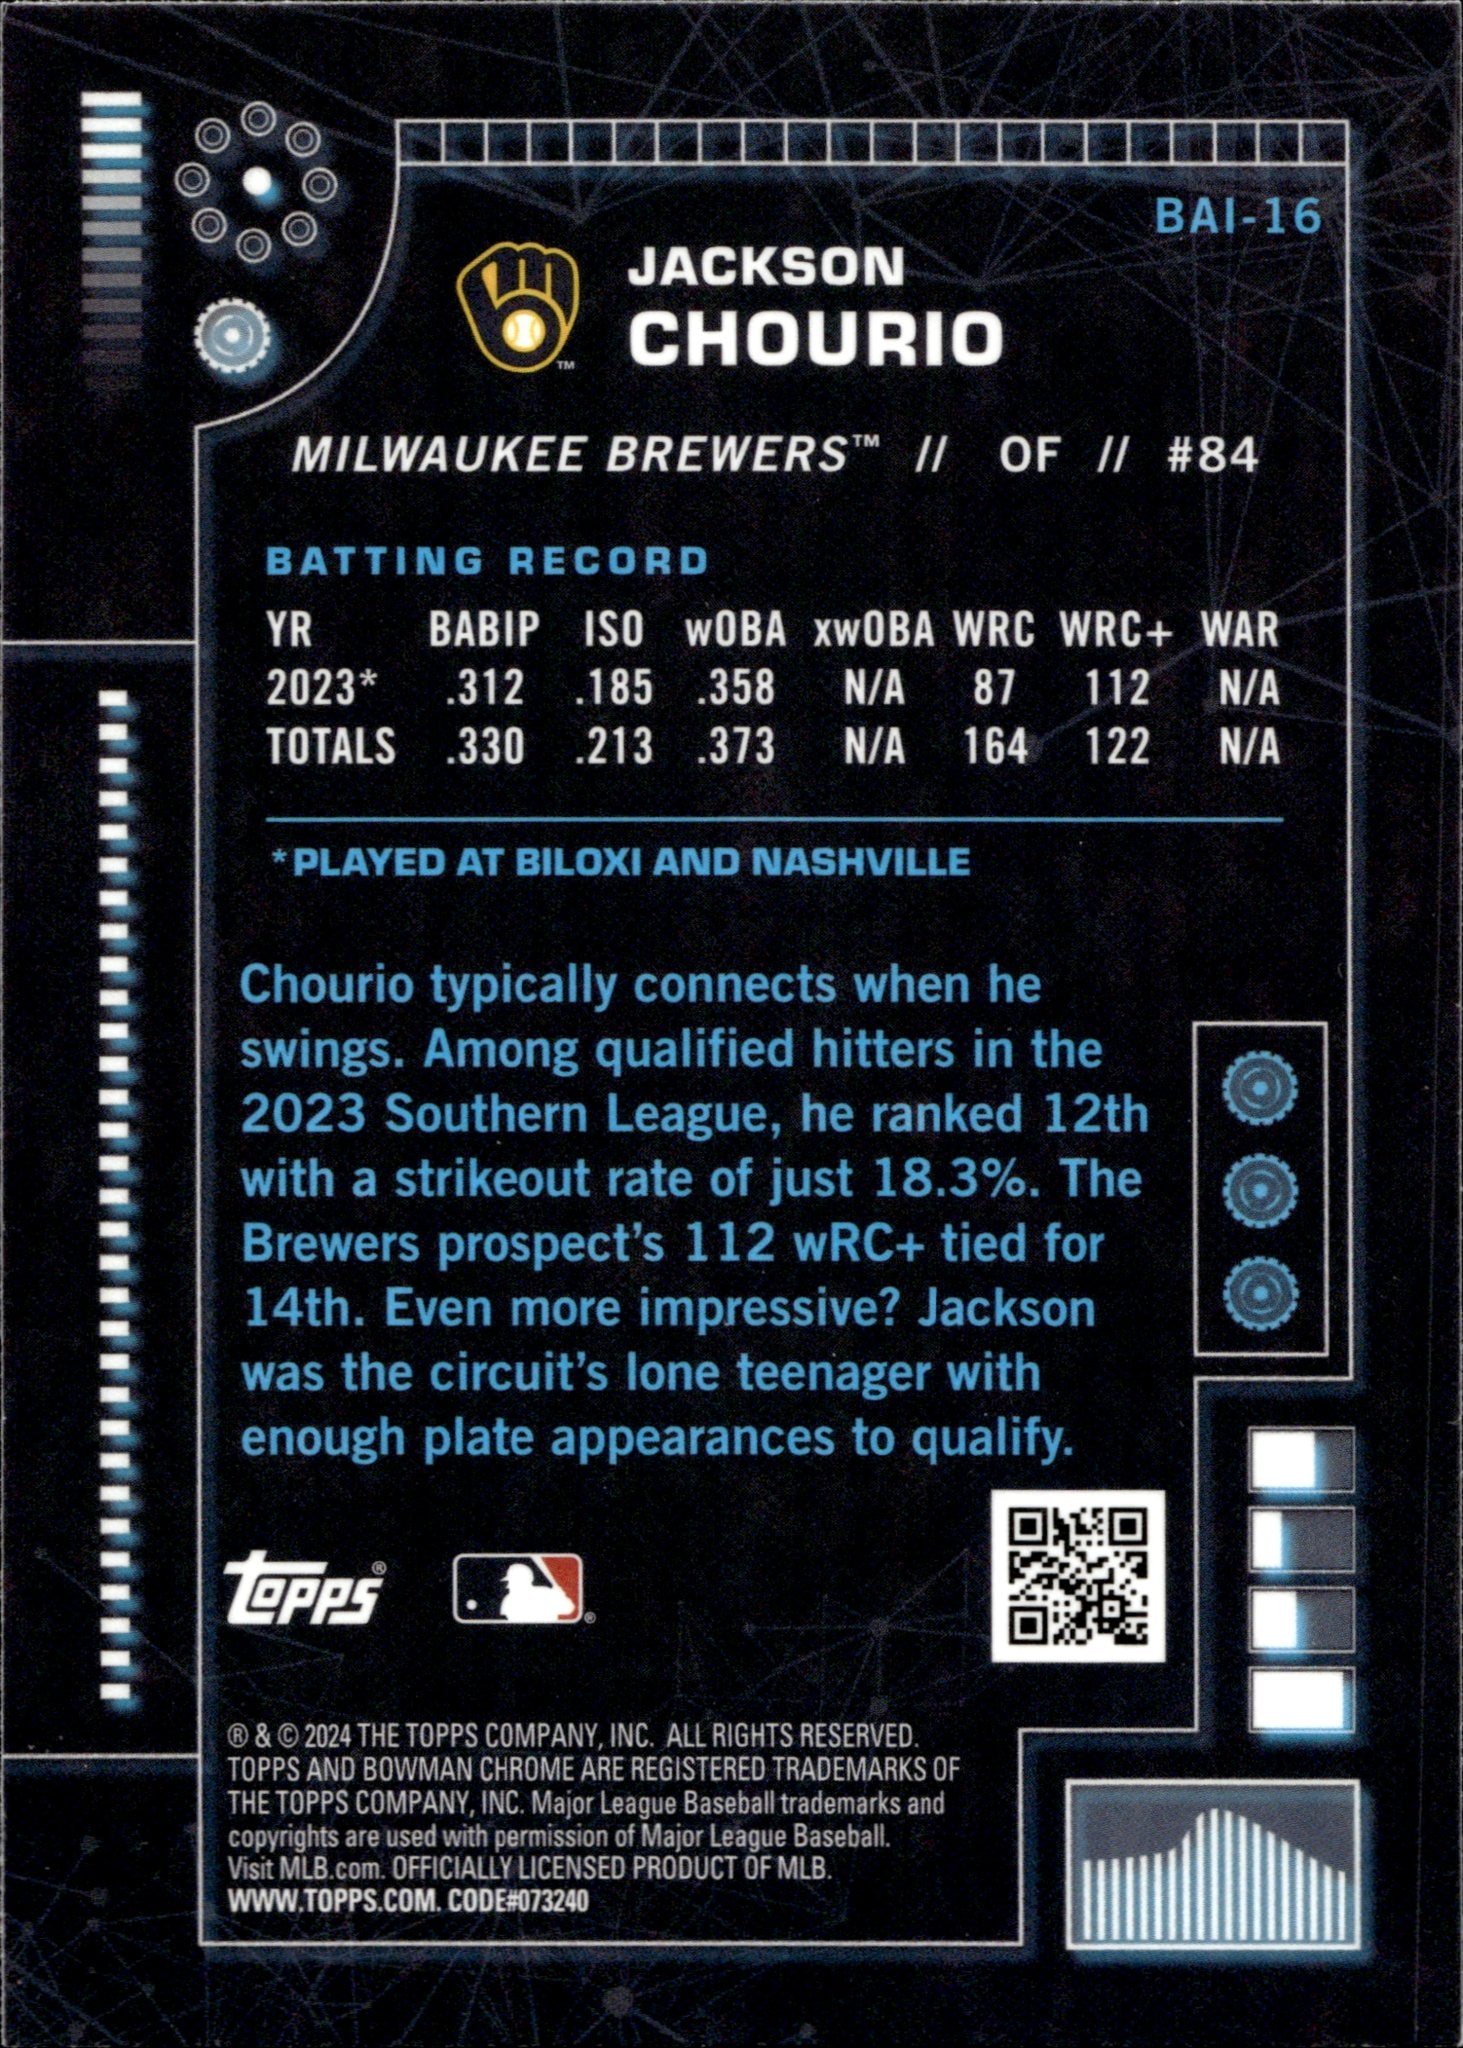 BAI-16
JACKSON
CHOURIO
MILWAUKEE BREWERS™ // OF // #84
BATTING RECORD
YR BABIP ISO wOBA xwOBA WRC WRC+ WAR
2023* .312 .185 .358 N/A 87 112 N/A
TOTALS .330 .213 .373 N/A 164 122 N/A
*PLAYED AT BILOXI AND NASHVILLE
Chourio typically connects when he
swings. Among qualified hitters in the
2023 Southern League, he ranked 12th
with a strikeout rate of just 18.3%. The
Brewers prospect's 112 wRC+ tied for
14th. Even more impressive? Jackson
was the circuit's lone teenager with
enough plate appearances to qualify.
Topps®
® & © 2024 THE TOPPS COMPANY, INC. ALL RIGHTS RESERVED.
TOPPS AND BOWMAN CHROME ARE REGISTERED TRADEMARKS OF
THE TOPPS COMPANY, INC. Major League Baseball trademarks and
copyrights are used with permission of Major League Baseball.
Visit MLB.com. OFFICIALLY LICENSED PRODUCT OF MLB.
WWW.TOPPS.COM. CODE#073240